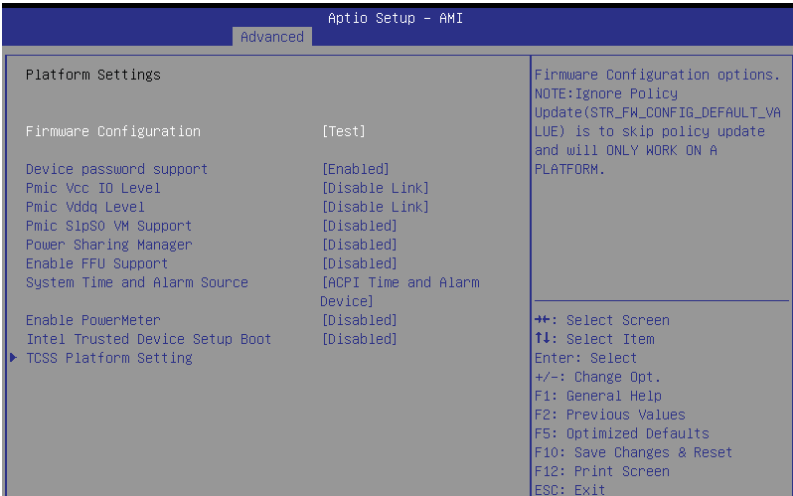 Aptio Setup – AMI
Advanced
Platform Settings
Firmware Configuration [Test]
Device password support [Enabled]
Pmic Vcc IO Level [Disable Link]
Pmic Vddq Level [Disable Link]
Pmic SlpS0 VM Support [Disabled]
Power Sharing Manager [Disabled]
Enable FFU Support [Disabled]
System Time and Alarm Source [ACPI Time and Alarm
Device]
Enable PowerMeter [Disabled]
Intel Trusted Device Setup Boot [Disabled]
TCSS Platform Setting
Firmware Configuration options.
NOTE:Ignore Policy
Update(STR_FW_CONFIG_DEFAULT_VA
LUE) is to skip policy update
and will ONLY WORK ON A
PLATFORM.
→←: Select Screen
↑↓: Select Item
Enter: Select
+/-: Change Opt.
F1: General Help
F2: Previous Values
F5: Optimized Defaults
F10: Save Changes & Reset
F12: Print Screen
ESC: Exit